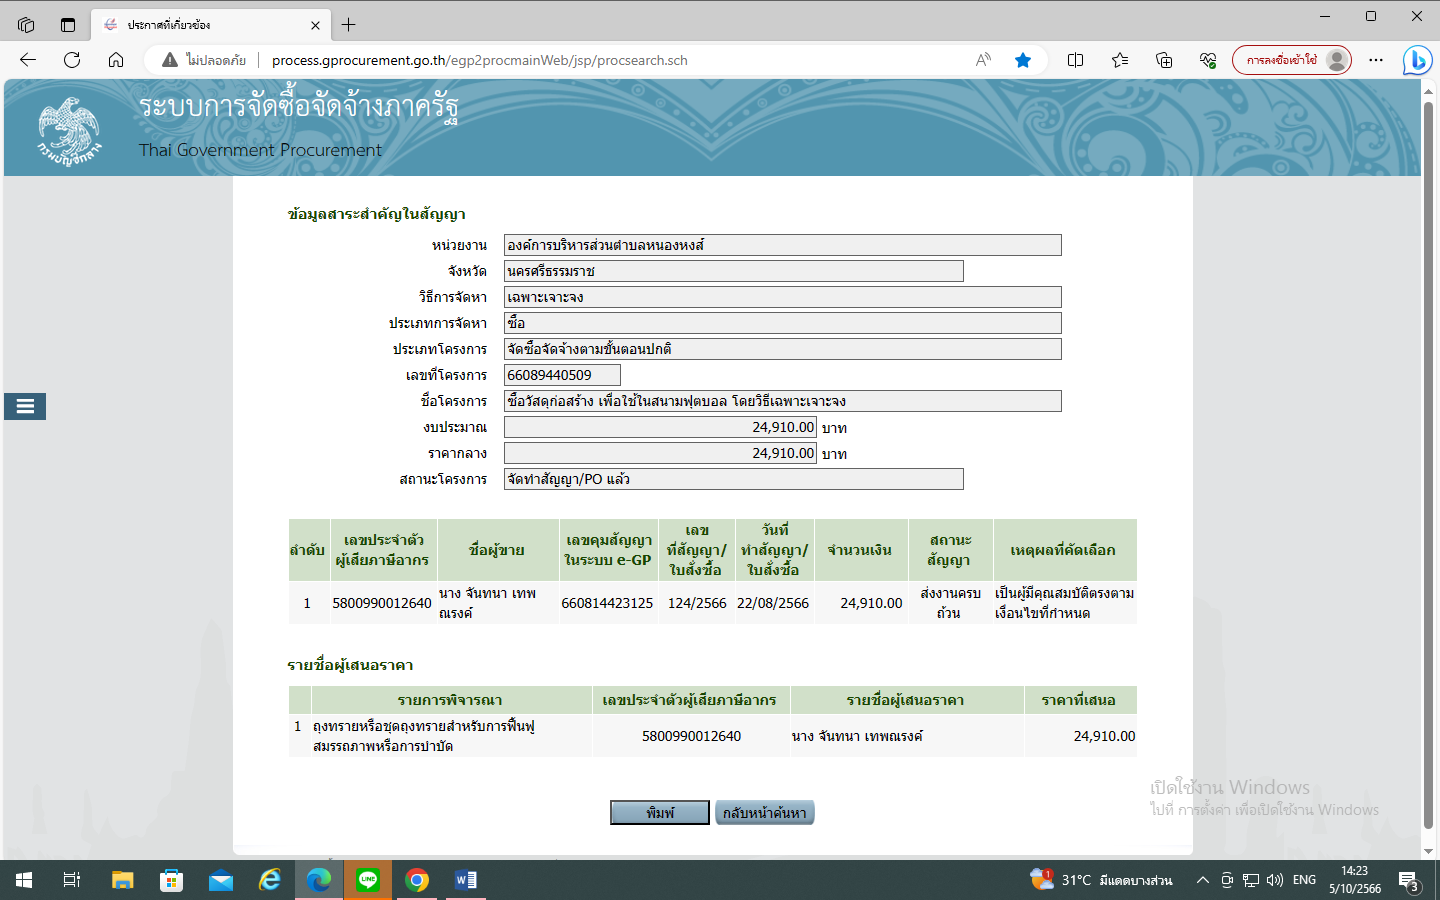 ประกาศที่เกี่ยวข้อง
ไม่ปลอดภัย
process.gprocurement.go.th/egp2procmainWeb/jsp/procsearch.sch
การลงชื่อเข้าใช้
ระบบการจัดซื้อจัดจ้างภาครัฐ
Thai Government Procurement
กรมบัญชีกลาง
ข้อมูลสาระสำคัญในสัญญา
หน่วยงาน องค์การบริหารส่วนตำบลหนองหงส์
จังหวัด นครศรีธรรมราช
วิธีการจัดหา เฉพาะเจาะจง
ประเภทการจัดหา ซื้อ
ประเภทโครงการ จัดซื้อจัดจ้างตามขั้นตอนปกติ
เลขที่โครงการ 66089440509
ชื่อโครงการ ซื้อวัสดุก่อสร้าง เพื่อใช้ในสนามฟุตบอล โดยวิธีเฉพาะเจาะจง
งบประมาณ 24,910.00 บาท
ราคากลาง 24,910.00 บาท
สถานะโครงการ จัดทำสัญญา/PO แล้ว
ลำดับ เลขประจำตัวผู้เสียภาษีอากร ชื่อผู้ขาย เลขคุมสัญญาในระบบ e-GP เลขที่สัญญา/ใบสั่งซื้อ วันที่ทำสัญญา/ใบสั่งซื้อ จำนวนเงิน สถานะสัญญา เหตุผลที่คัดเลือก
1 5800990012640 นาง จันทนา เทพณรงค์ 660814423125 124/2566 22/08/2566 24,910.00 ส่งงานครบถ้วน เป็นผู้มีคุณสมบัติตรงตามเงื่อนไขที่กำหนด
รายชื่อผู้เสนอราคา
รายการพิจารณา เลขประจำตัวผู้เสียภาษีอากร รายชื่อผู้เสนอราคา ราคาที่เสนอ
1 ถุงทรายหรือชุดถุงทรายสำหรับการฟื้นฟูสมรรถภาพหรือการบำบัด 5800990012640 นาง จันทนา เทพณรงค์ 24,910.00
พิมพ์ กลับหน้าค้นหา
เปิดใช้งาน Windows
ไปที่ การตั้งค่า เพื่อเปิดใช้งาน Windows
31°C มีแดดบางส่วน
ENG
14:23
5/10/2566